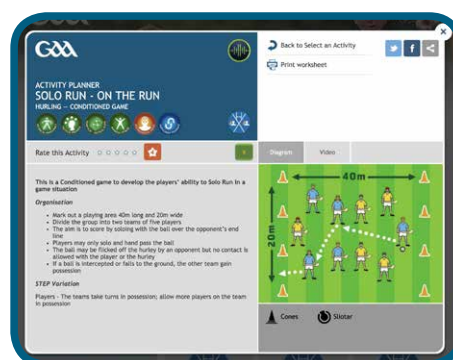 GAA
ACTIVITY PLANNER
SOLO RUN - ON THE RUN
HURLING – CONDITIONED GAME
Back to Select an Activity
Print worksheet
Rate this Activity
Diagram
Video
This is a Conditioned game to develop the players' ability to Solo Run in a
game situation
Organisation
• Mark out a playing area 40m long and 20m wide
• Divide the group into two teams of five players
• The aim is to score by soloing with the ball over the opponent's end
line
• Players may only solo and hand pass the ball
• The ball may be flicked off the hurley by an opponent but no contact is
allowed with the player or the hurley
• If a ball is intercepted or falls to the ground, the other team gain
possession
STEP Variation
Players - The teams take turns in possession; allow more players on the team
in possession
40m
20m
Cones
Sliotar